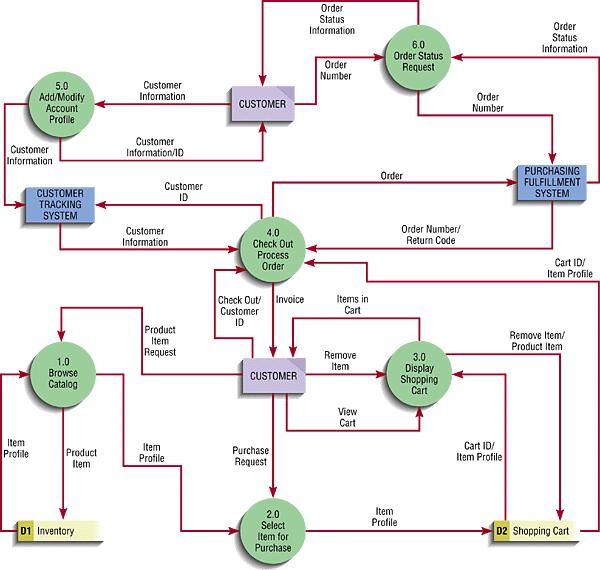 Order
Status
Information
Order
Status
Information
6.0
Order Status
Request
Order
Number
5.0
Add/Modify
Account
Profile
Customer
Information
CUSTOMER
Order
Number
Customer
Information
Customer
Information/ID
CUSTOMER
TRACKING
SYSTEM
Customer
ID
Order
PURCHASING
FULFILLMENT
SYSTEM
Customer
Information
4.0
Check Out
Process
Order
Order Number/
Return Code
Cart ID/
Item Profile
Check Out/
Customer
ID
Invoice
Items in
Cart
Product
Item
Request
Remove Item/
Product Item
1.0
Browse
Catalog
CUSTOMER
Remove
Item
3.0
Display
Shopping
Cart
View
Cart
Item
Profile
Product
Item
Item
Profile
Purchase
Request
Cart ID/
Item Profile
2.0
Select
Item for
Purchase
Item
Profile
D1 Inventory
D2 Shopping Cart